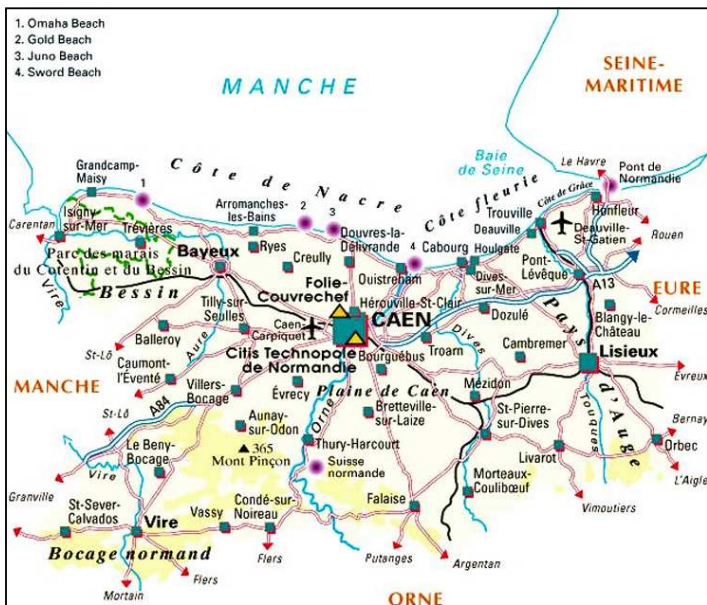 1. Omaha Beach
2. Gold Beach
3. Juno Beach
4. Sword Beach
MANCHE
SEINE-
MARITIME
Baie
de Seine
Le Havre
Pont de
Normandie
Grandcamp-
Maisy
1
Côte de Nacre
Côte fleurie
Côte de Grâce
Honfleur
Trouville
Deauville
Deauville-
St-Gatien
Rouen
Carentan
Isigny
-sur-Mer
Trévières
Arromanches-
les-Bains
2
3
Douvres-la-
Délivrande
4
Cabourg
Houlgate
Parc des marais
du Corentin et du Bessin
Bayeux
Ryes
Creully
Ouistreham
Dives-
sur-Mer
Pont-
Lévêque
A13
EURE
Vire
Bessin
Folie-
Couvrechef
Hérouville-St-Clair
Cormeilles
Tilly-sur-
Seulles
CAEN
Dozulé
Blangy-le-
Château
Balleroy
Aure
Caen-
Carpiquet
Troarn
Dives
Cambremer
Pays d'Auge
St-Lô
Citis Technopole
de Normandie
Bourguébus
Lisieux
Caumont-
l'Éventé
MANCHE
Villers-
Bocage
Évrecy
Plaine de Caen
Mézidon
Évreux
St-Lô
A84
Aunay-
sur-Odon
Orne
Bretteville-
sur-Laize
St-Pierre
-sur-Dives
Touques
Bernay
Le Beny-
Bocage
365
Mont Pinçon
Thury-Harcourt
Livarot
Orbec
Vire
Suisse
normande
Morteaux-
Coulibœuf
L'Aigle
Granville
St-Sever-
Calvados
Vire
Vassy
Condé-sur-
Noireau
Falaise
Vimoutiers
Bocage normand
Flers
Putanges
Argentan
Mortain
Flers
ORNE